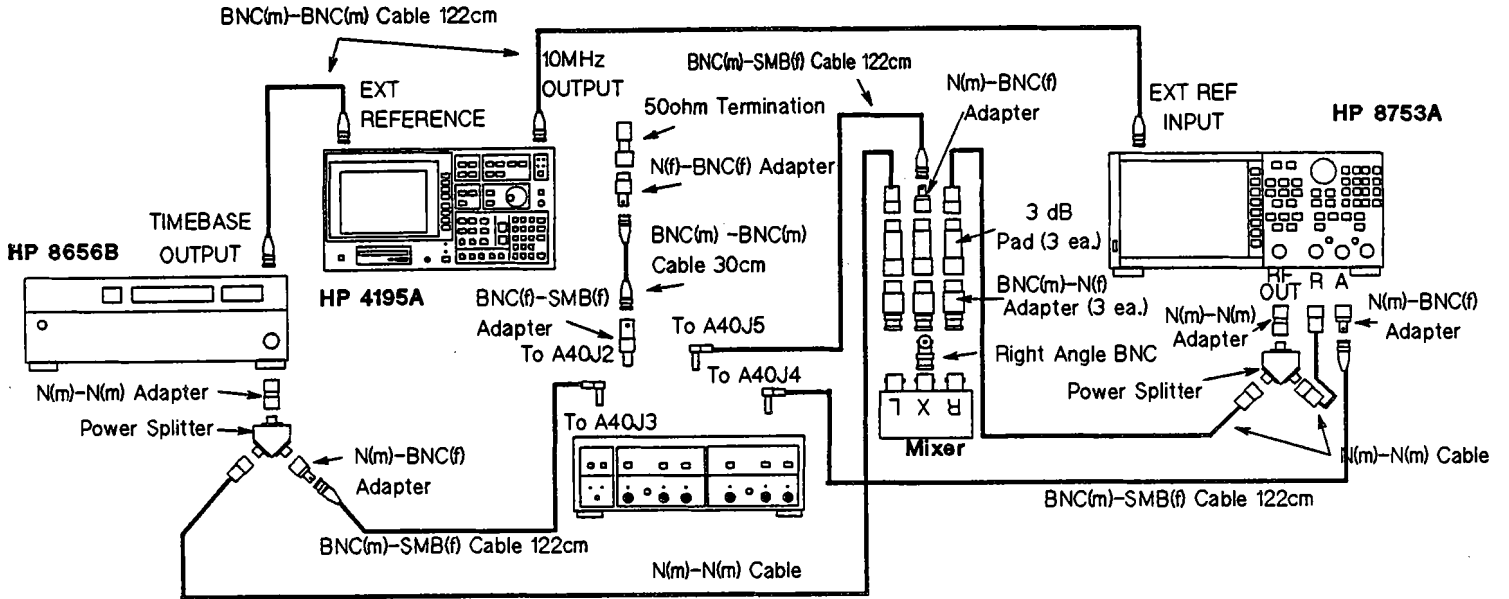 BNC(m)-BNC(m) Cable 122cm
EXT
REFERENCE
10MHz
OUTPUT
BNC(m)-SMB(f) Cable 122cm
N(m)-BNC(f)
Adapter
EXT REF
INPUT
HP 8753A
50ohm Termination
N(f)-BNC(f) Adapter
TIMEBASE
OUTPUT
HP 8656B
HP 4195A
BNC(m) -BNC(m)
Cable 30cm
3 dB
Pad (3 ea.)
BNC(f)-SMB(f)
Adapter
To A40J2
To A40J5
BNC(m)-N(f)
Adapter (3 ea.)
RF
OUT
R
A
N(m)-N(m)
Adapter
N(m)-BNC(f)
Adapter
To A40J4
Right Angle BNC
Power Splitter
N(m)-N(m) Adapter
Power Splitter
To A40J3
L
X
R
Mixer
N(m)-BNC(f)
Adapter
N(m)-N(m) Cable
BNC(m)-SMB(f) Cable 122cm
BNC(m)-SMB(f) Cable 122cm
N(m)-N(m) Cable